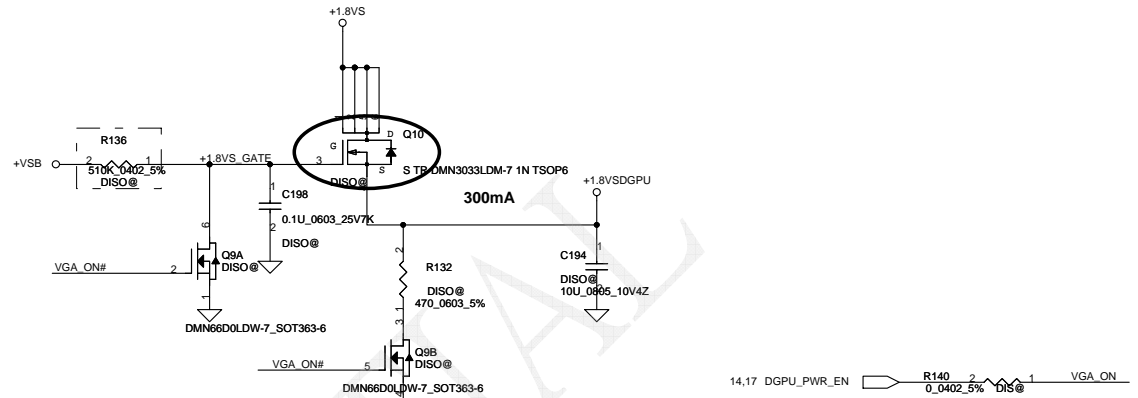 +1.8VS
R136
Q10
D
G
S
+VSB
2
1
+1.8VS_GATE
3
510K_0402_5%
DISO@
S TR DMN3033LDM-7 1N TSOP6
DISO@
+1.8VSDGPU
300mA
1
C198
0.1U_0603_25V7K
2
DISO@
6
Q9A
DISO@
VGA_ON#
2
1
2
R132
DISO@
470_0603_5%
1
1
C194
DISO@
10U_0805_10V4Z
DMN66D0LDW-7_SOT363-6
3
Q9B
DISO@
VGA_ON#
5
DMN66D0LDW-7_SOT363-6
14,17 DGPU_PWR_EN
R140
2
1
VGA_ON
0_0402_5%
DIS@
TAL